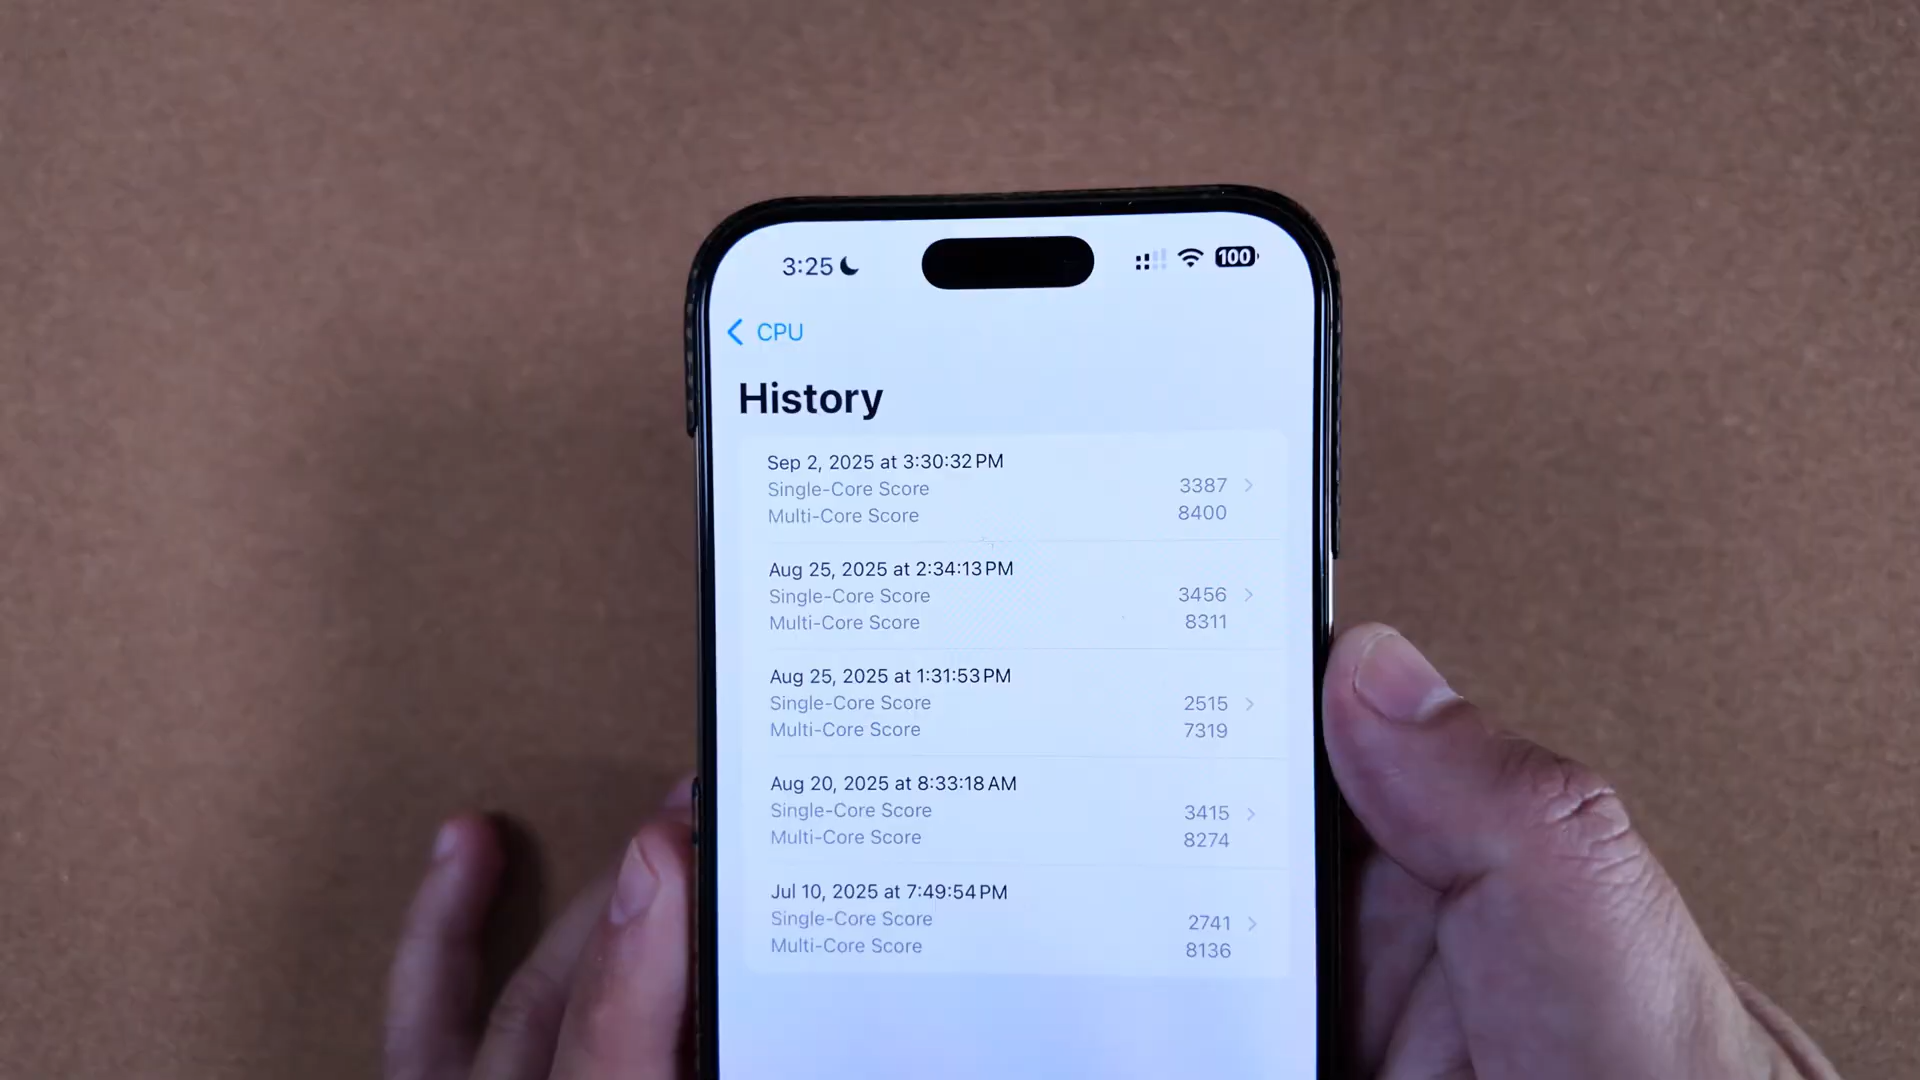 3:25
100
CPU
History
Sep 2, 2025 at 3:30:32 PM
Single-Core Score 3387
Multi-Core Score 8400
Aug 25, 2025 at 2:34:13 PM
Single-Core Score 3456
Multi-Core Score 8311
Aug 25, 2025 at 1:31:53 PM
Single-Core Score 2515
Multi-Core Score 7319
Aug 20, 2025 at 8:33:18 AM
Single-Core Score 3415
Multi-Core Score 8274
Jul 10, 2025 at 7:49:54 PM
Single-Core Score 2741
Multi-Core Score 8136